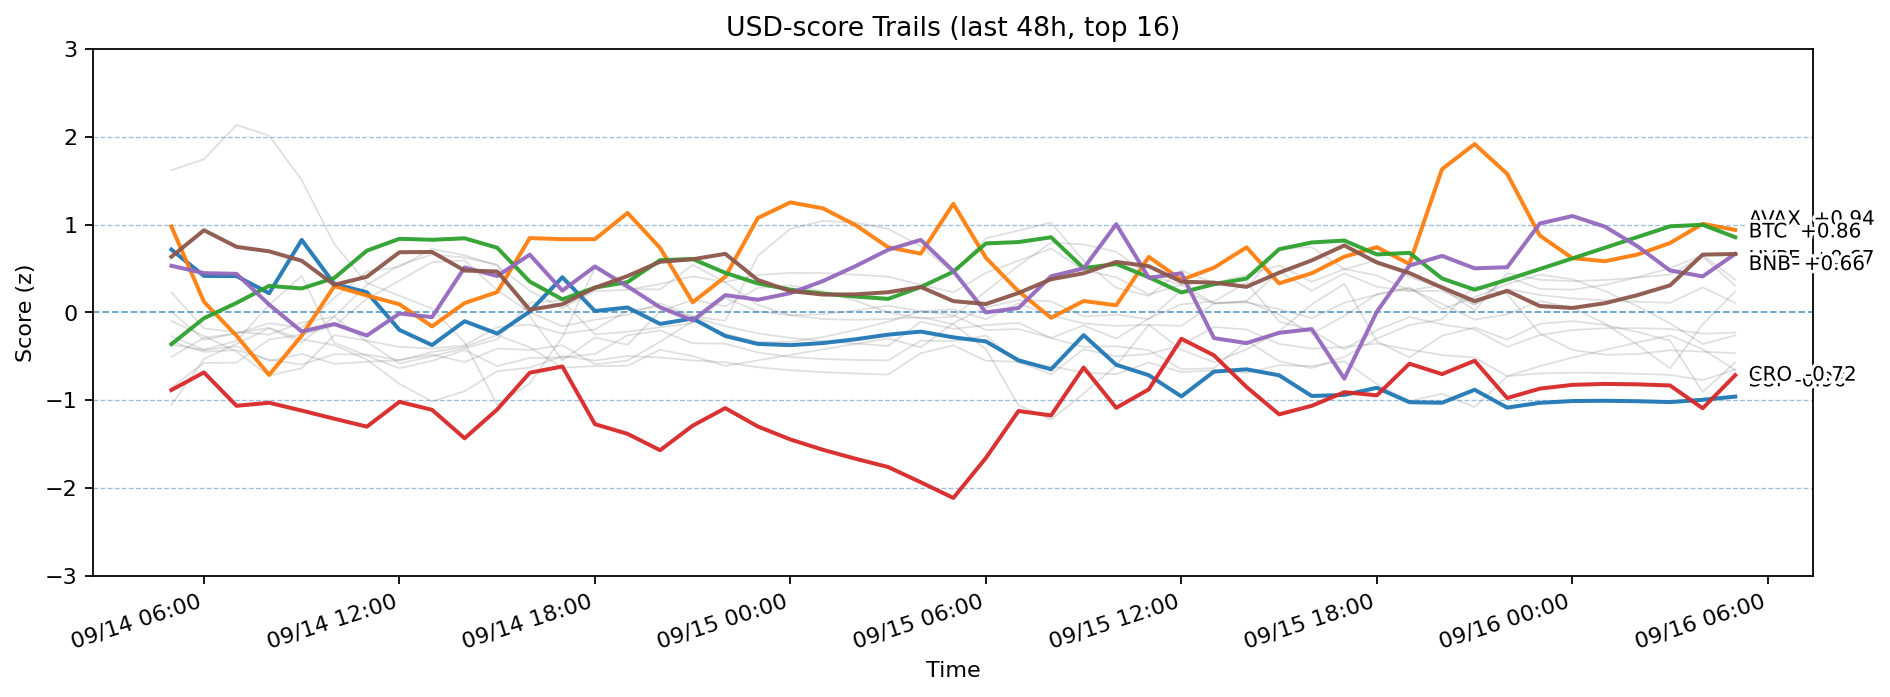 USD-score Trails (last 48h, top 16)
3
2
1
0
−1
−2
−3
Score (z)
AVAX +0.94
BTC +0.86
BNB +0.66
CRO -0.72
09/14 06:00
09/14 12:00
09/14 18:00
09/15 00:00
09/15 06:00
09/15 12:00
09/15 18:00
09/16 00:00
09/16 06:00
Time